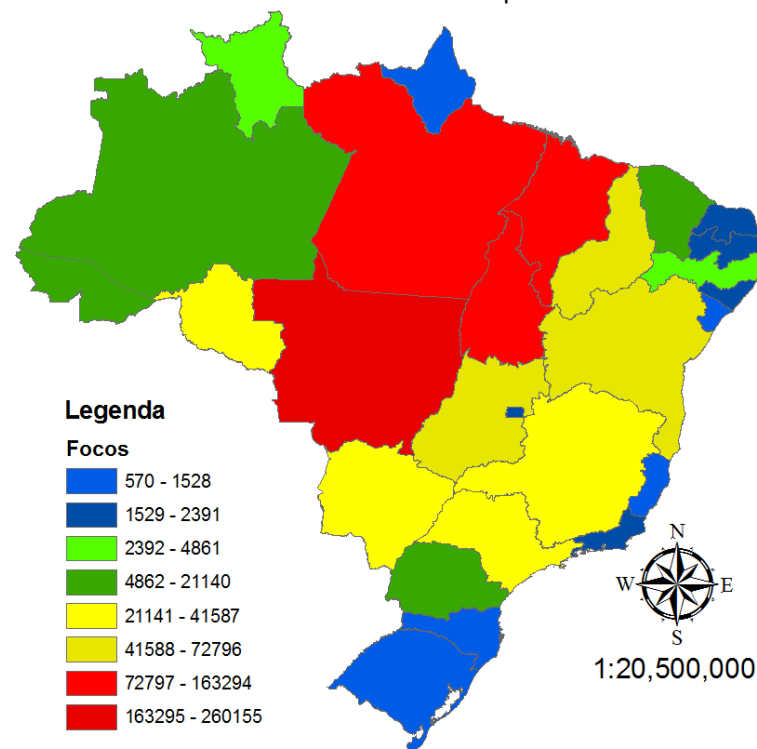 Legenda
Focos
570 - 1528
1529 - 2391
2392 - 4861
4862 - 21140
21141 - 41587
41588 - 72796
72797 - 163294
163295 - 260155
N
W E
S
1:20,500,000